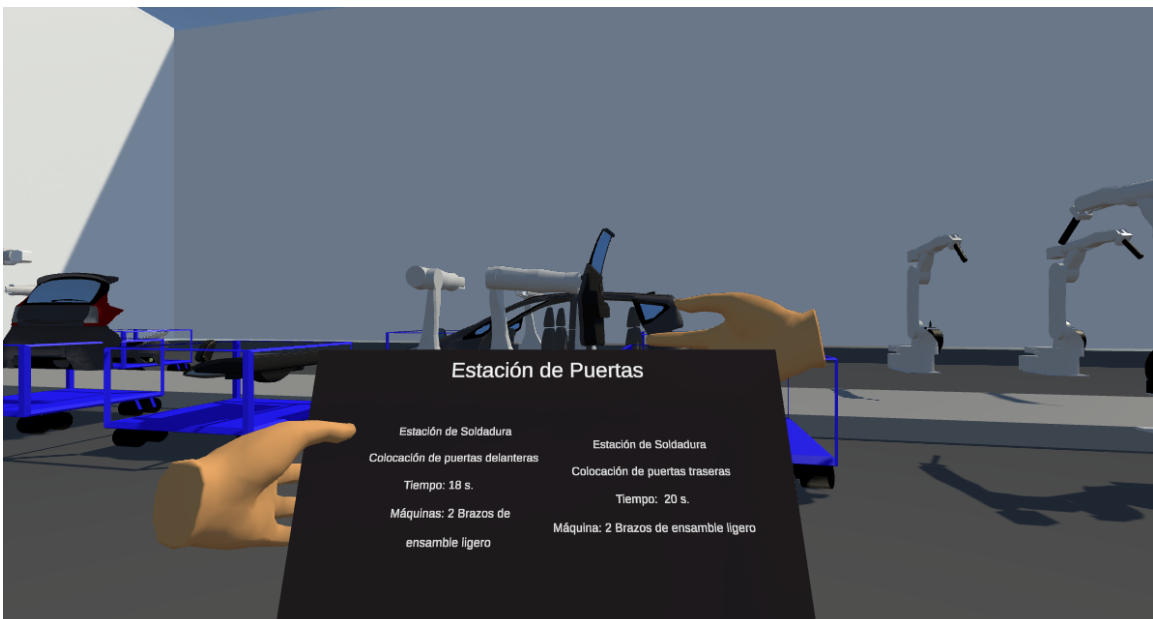 Estación de Puertas
Estación de Soldadura
Colocación de puertas delanteras
Tiempo: 18 s.
Máquinas: 2 Brazos de
ensamble ligero
Estación de Soldadura
Colocación de puertas traseras
Tiempo:  20 s.
Máquina: 2 Brazos de ensamble ligero